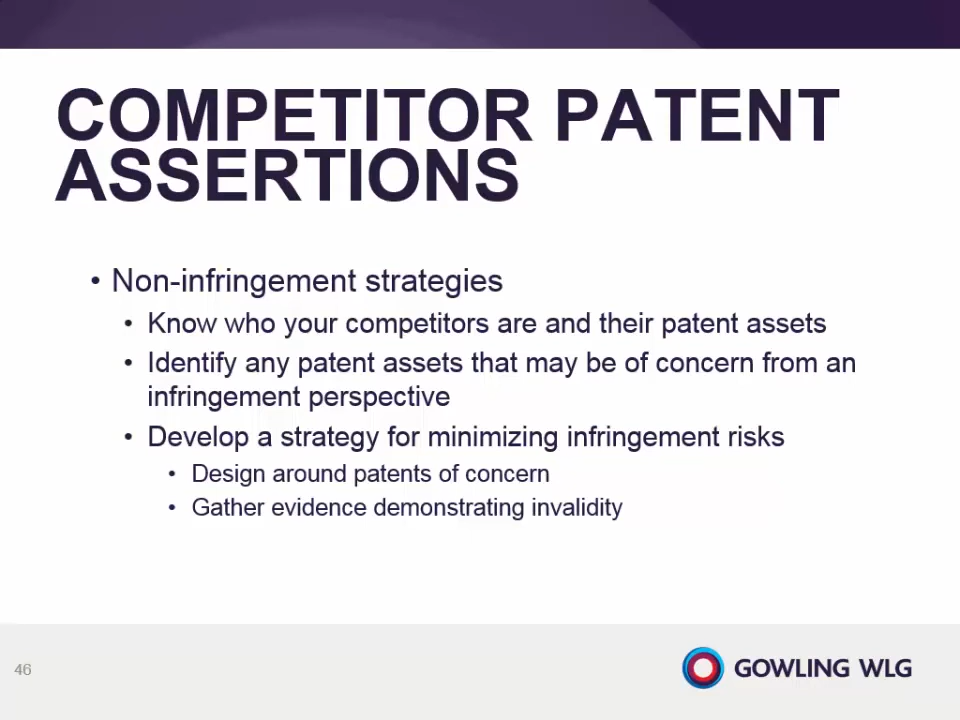 COMPETITOR PATENT
ASSERTIONS
• Non-infringement strategies
• Know who your competitors are and their patent assets
• Identify any patent assets that may be of concern from an
infringement perspective
• Develop a strategy for minimizing infringement risks
• Design around patents of concern
• Gather evidence demonstrating invalidity
46
GOWLING WLG